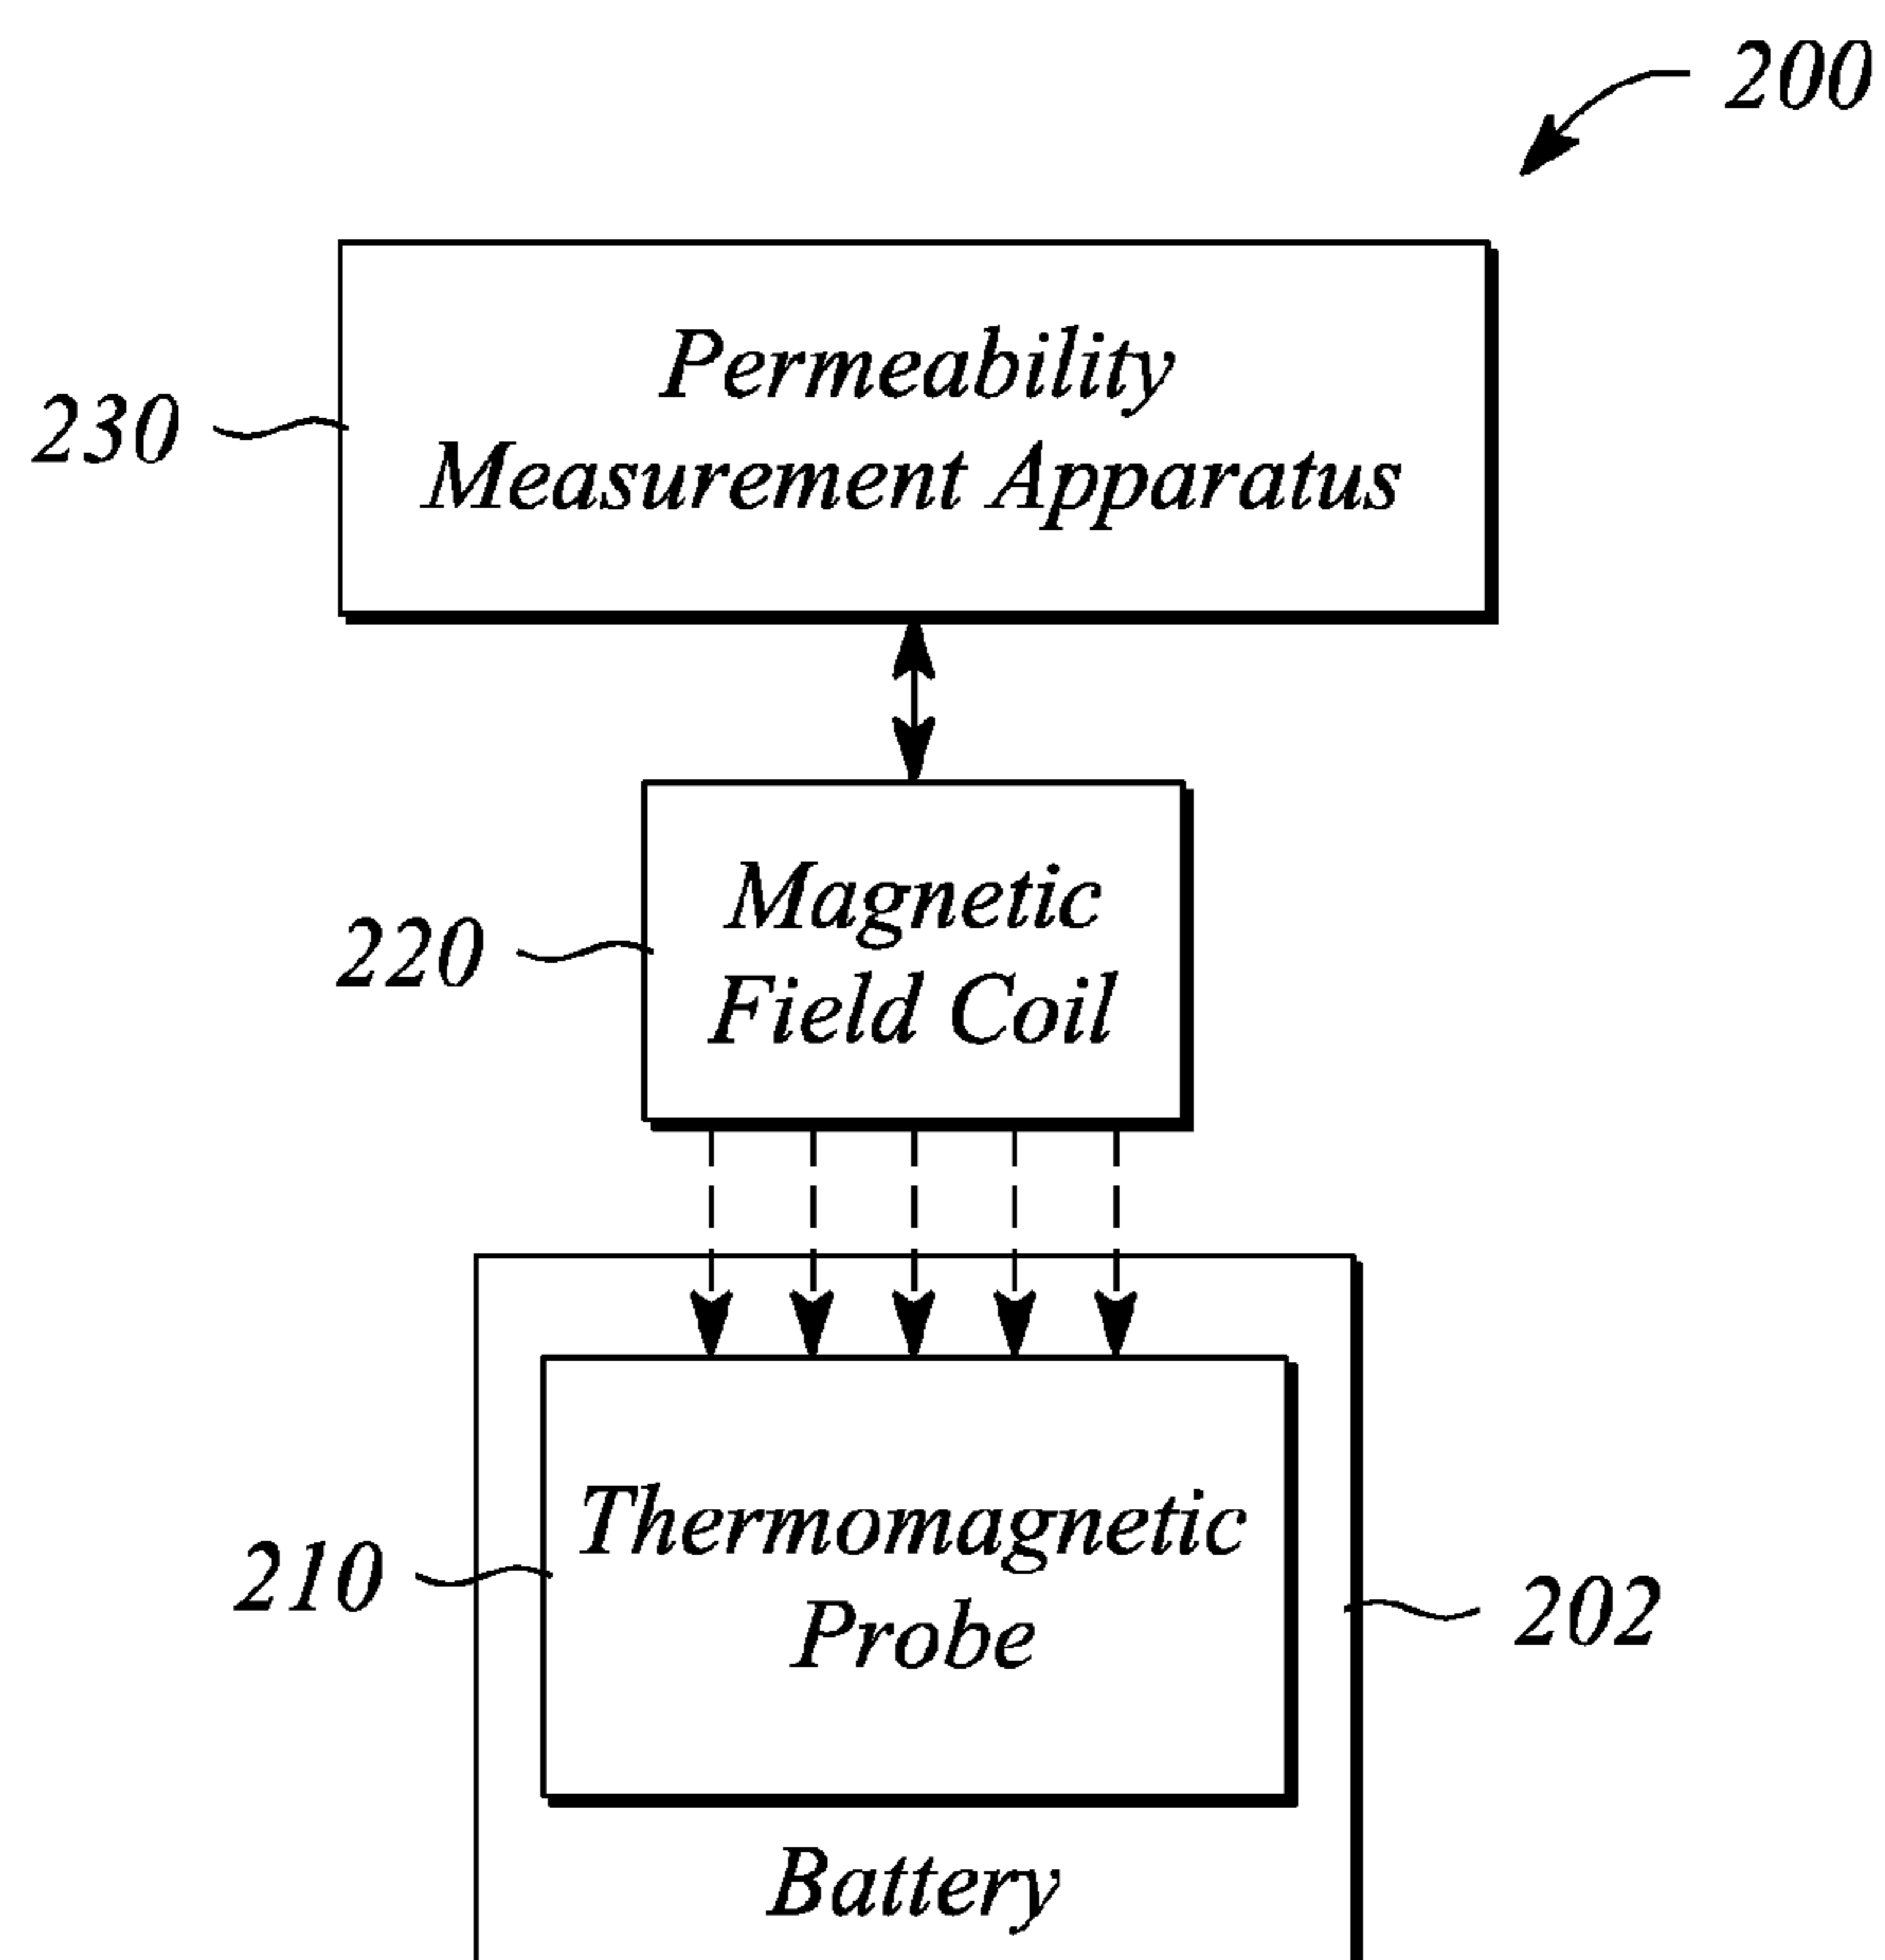 200
Permeability
230
Measurement Apparatus
Magnetic
220
Field Coil
Thermomagnetic
210
Probe
202
Battery